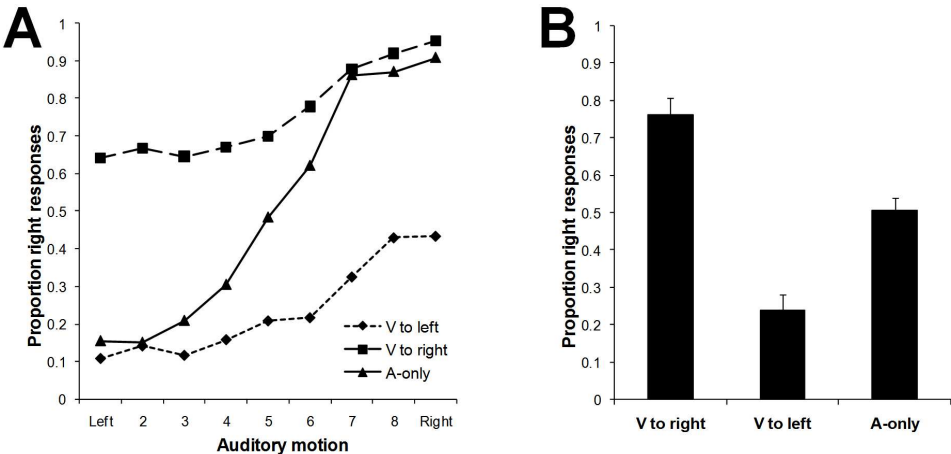 A
Proportion right responses
1
0.9
0.8
0.7
0.6
0.5
0.4
0.3
0.2
0.1
0
Left 2 3 4 5 6 7 8 Right
Auditory motion
V to left
V to right
A-only
B
Proportion right responses
1
0.9
0.8
0.7
0.6
0.5
0.4
0.3
0.2
0.1
0
V to right V to left A-only